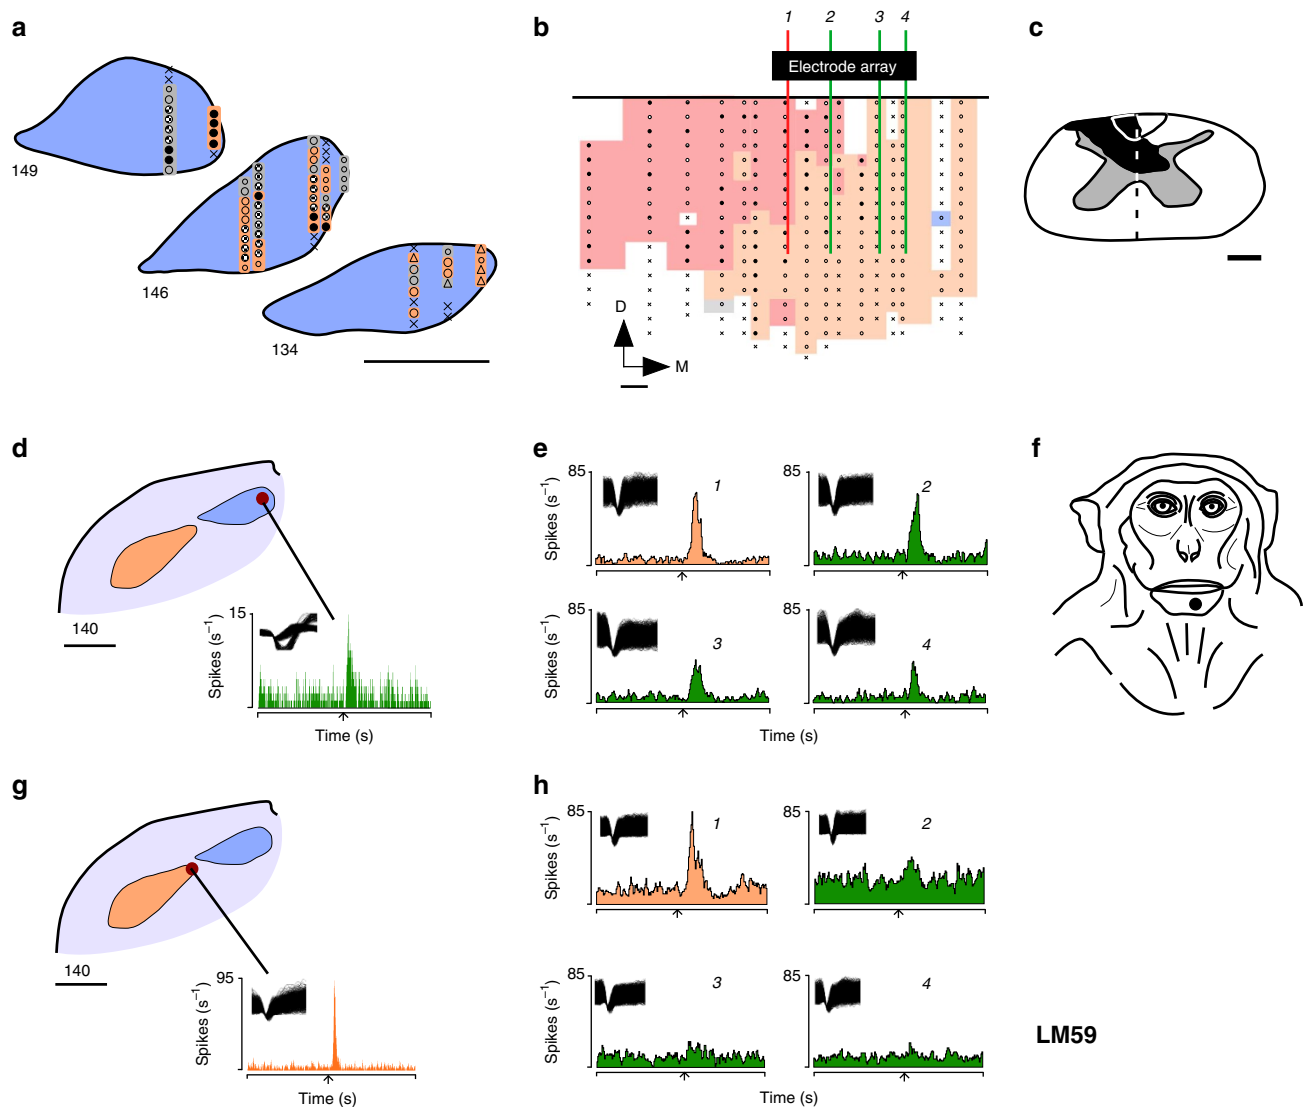 a
149
146
134
b
1 2 3 4
Electrode array
D
M
c
d
140
15
Spikes (s⁻¹)
Time (s)
e
85
Spikes (s⁻¹)
1
85
2
85
Spikes (s⁻¹)
3
85
4
Time (s)
f
g
140
95
Spikes (s⁻¹)
Time (s)
h
85
Spikes (s⁻¹)
1
85
2
85
Spikes (s⁻¹)
3
85
4
Time (s)
LM59